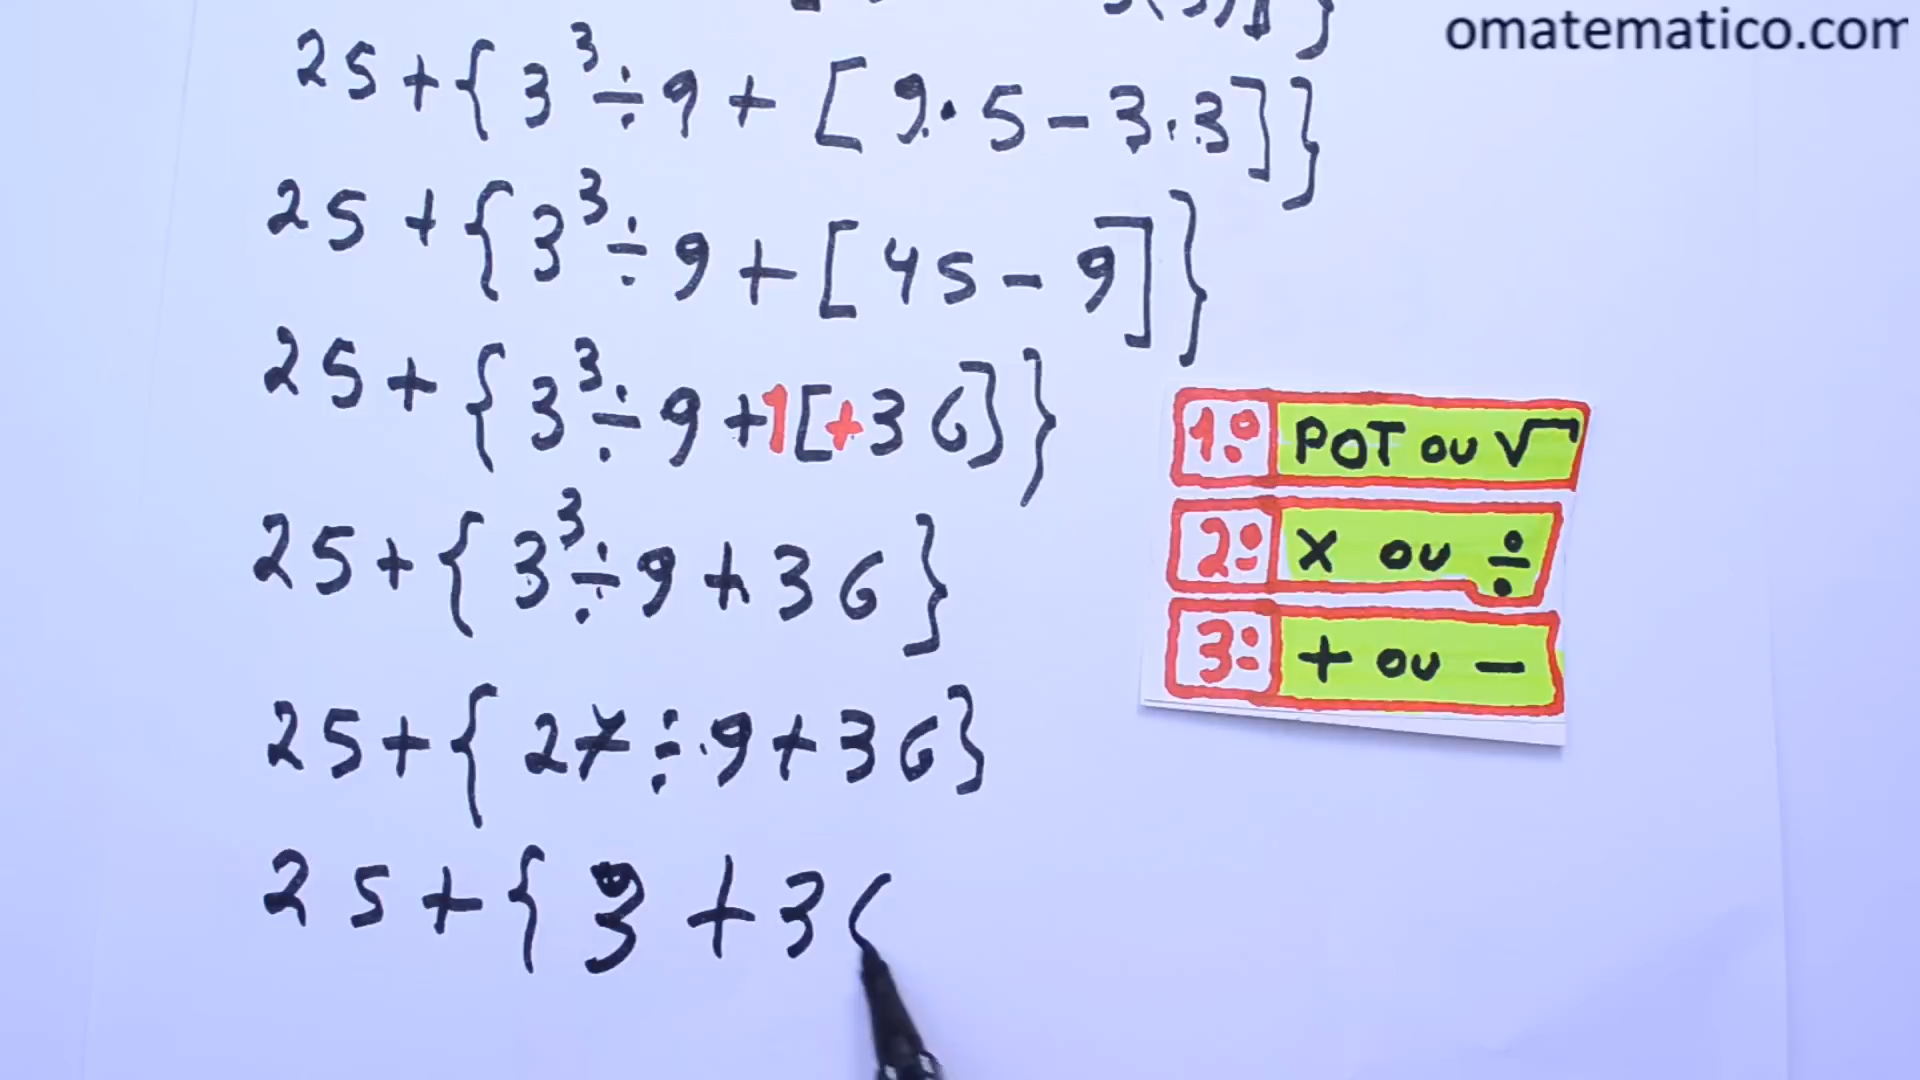 omatematico.com
25+{3³÷9+[9·5-3·3]}
25+{3³÷9+[45-9]}
25+{3³÷9+1[+36]}
25+{3³÷9+36}
25+{27÷9+36}
25+{3+3
1º POT ou √
2º x ou ÷
3º + ou -